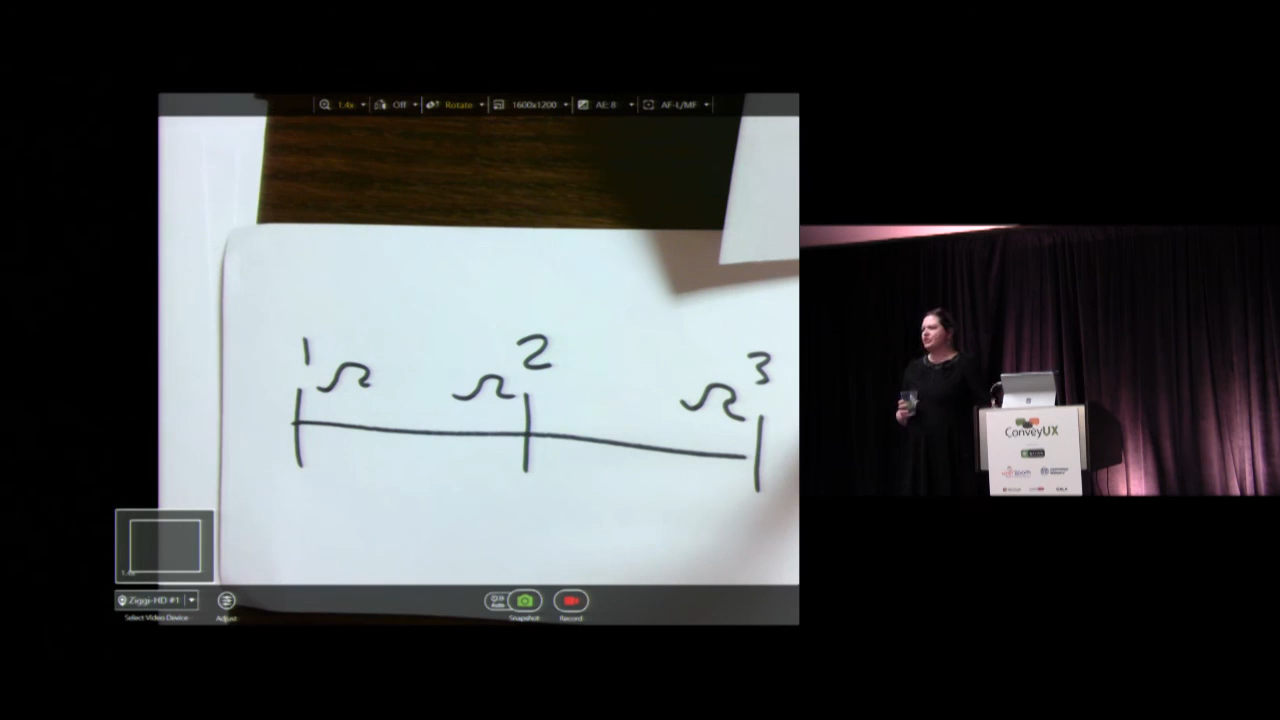 1.4x Off Rotate 1600x1200 AE: 8 AF-L/MF
1 2 3
Ω Ω Ω
ConveyUX
Ziggi-HD #1
Select Video Device
Adjust
Auto
Snapshot
Record